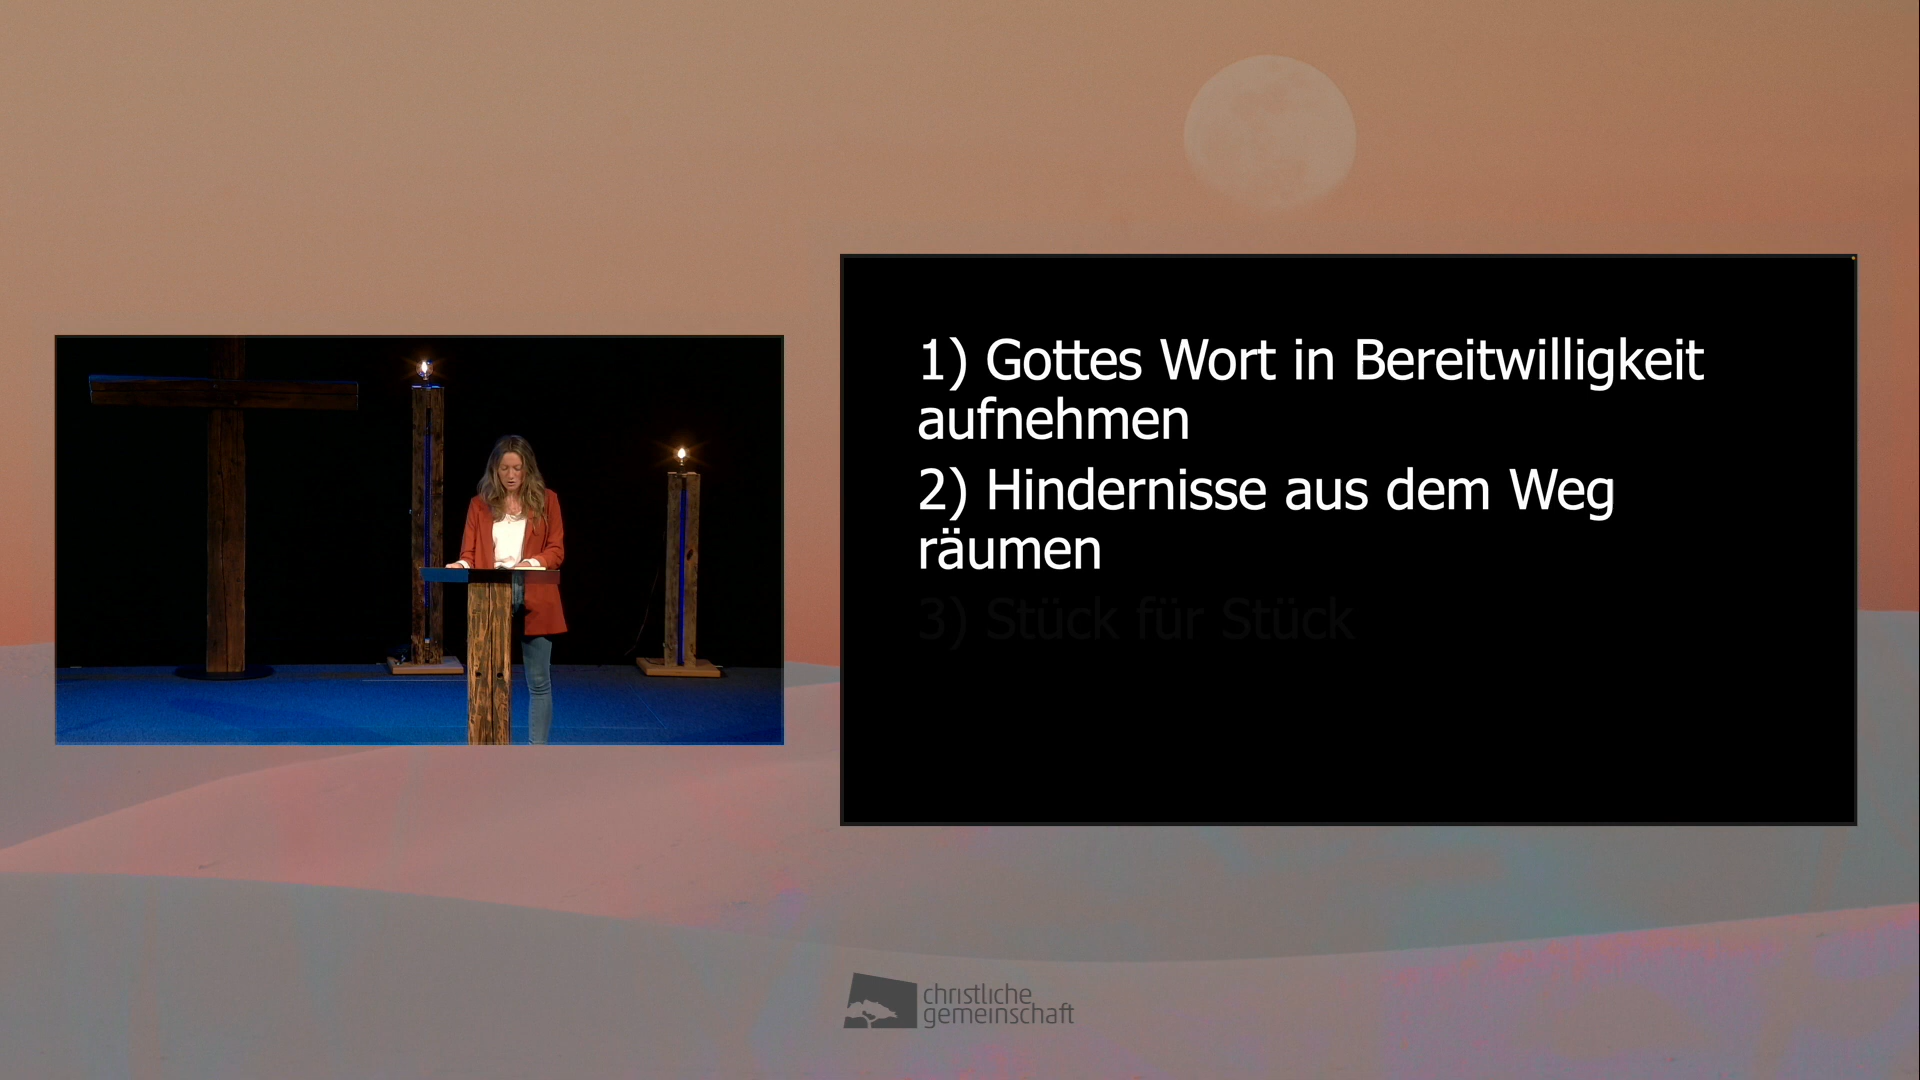 1) Gottes Wort in Bereitwilligkeit
aufnehmen
2) Hindernisse aus dem Weg
räumen
3) Stück für Stück
christliche
gemeinschaft